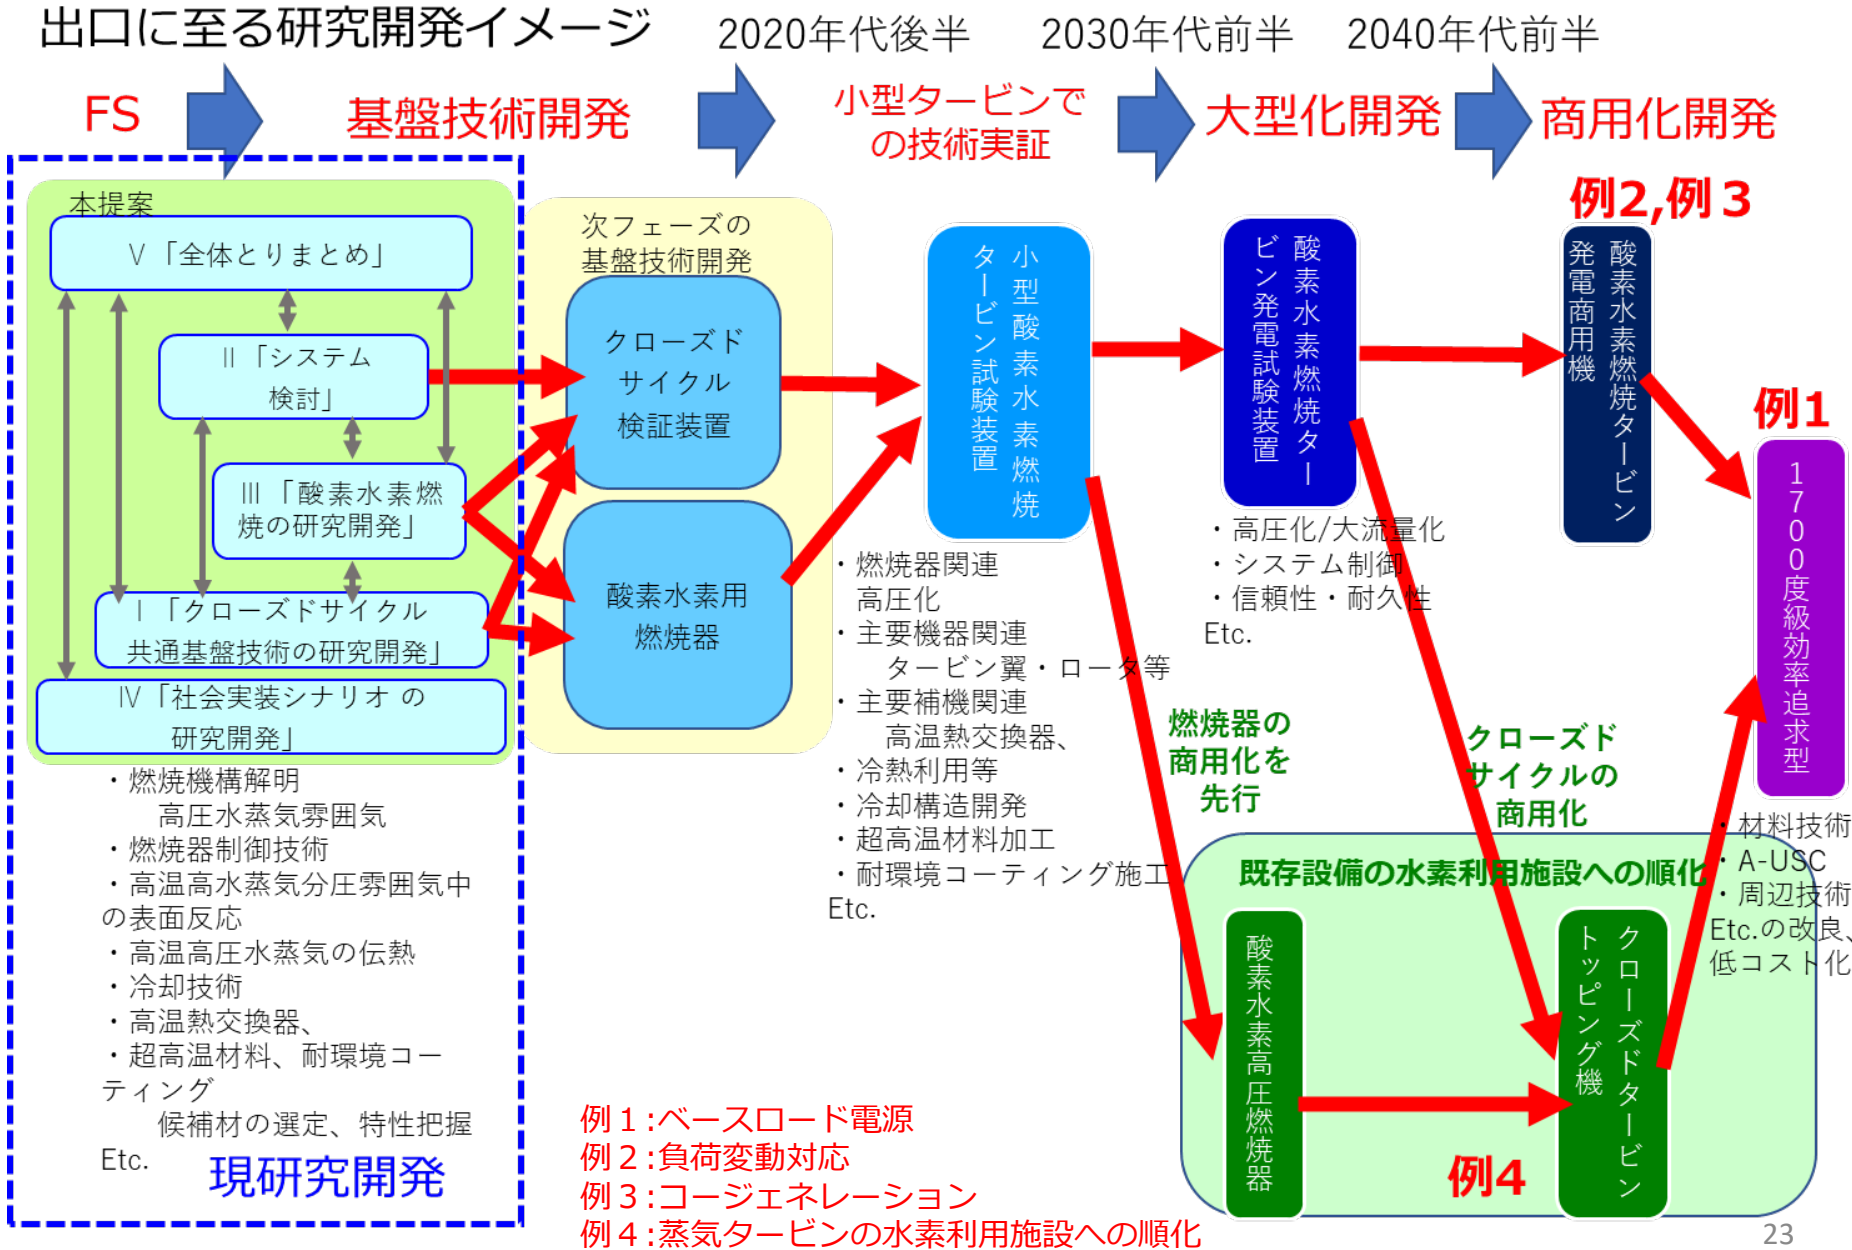 出口に至る研究開発イメージ
2020年代後半
2030年代前半
2040年代前半
FS
基盤技術開発
小型タービンで
の技術実証
大型化開発
商用化開発
本提案
Ⅴ「全体とりまとめ」
Ⅱ「システム
検討」
Ⅲ「酸素水素燃
焼の研究開発」
Ⅰ「クローズドサイクル
共通基盤技術の研究開発」
Ⅳ「社会実装シナリオ の
研究開発」
・燃焼機構解明
高圧水蒸気雰囲気
・燃焼器制御技術
・高温高水蒸気分圧雰囲気中
の表面反応
・高温高圧水蒸気の伝熱
・冷却技術
・高温熱交換器、
・超高温材料、耐環境コー
ティング
候補材の選定、特性把握
Etc.
現研究開発
次フェーズの
基盤技術開発
クローズド
サイクル
検証装置
酸素水素用
燃焼器
小型酸素水素燃焼
タービン試験装置
・燃焼器関連
高圧化
・主要機器関連
タービン翼・ロータ等
・主要補機関連
高温熱交換器、
・冷熱利用等
・冷却構造開発
・超高温材料加工
・耐環境コーティング施工
Etc.
酸素水素燃焼ター
ビン発電試験装置
・高圧化/大流量化
・システム制御
・信頼性・耐久性
Etc.
例2,例３
酸素水素燃焼タービン
発電商用機
例1
1700度級効率追求型
・材料技術
・A-USC
・周辺技術
Etc.の改良、
低コスト化
燃焼器の
商用化を
先行
クローズド
サイクルの
商用化
既存設備の水素利用施設への順化
酸素水素高圧燃焼器
クローズドタービン
トッピング機
例4
例１:ベースロード電源
例２:負荷変動対応
例３:コージェネレーション
例４:蒸気タービンの水素利用施設への順化
23